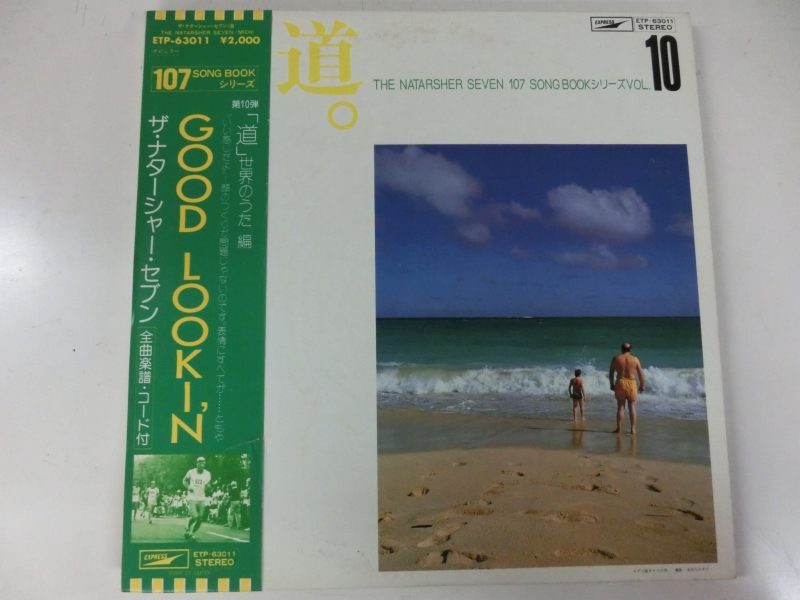 ザ・ナターシャー・セブン/道
THE NATARSHER SEVEN/MICHI
ETP-63011 ¥2,000
107 SONG BOOK
シリーズ
第10弾
「道」世界のうた 編
GOOD LOOKI'N
ザ・ナターシャー・セブン
[全曲楽譜・コード付]
EXPRESS
ETP-63011
STEREO
道。
THE NATARSHER SEVEN 107 SONG BOOKシリーズVOL.10
EXPRESS
ETP-63011
STEREO